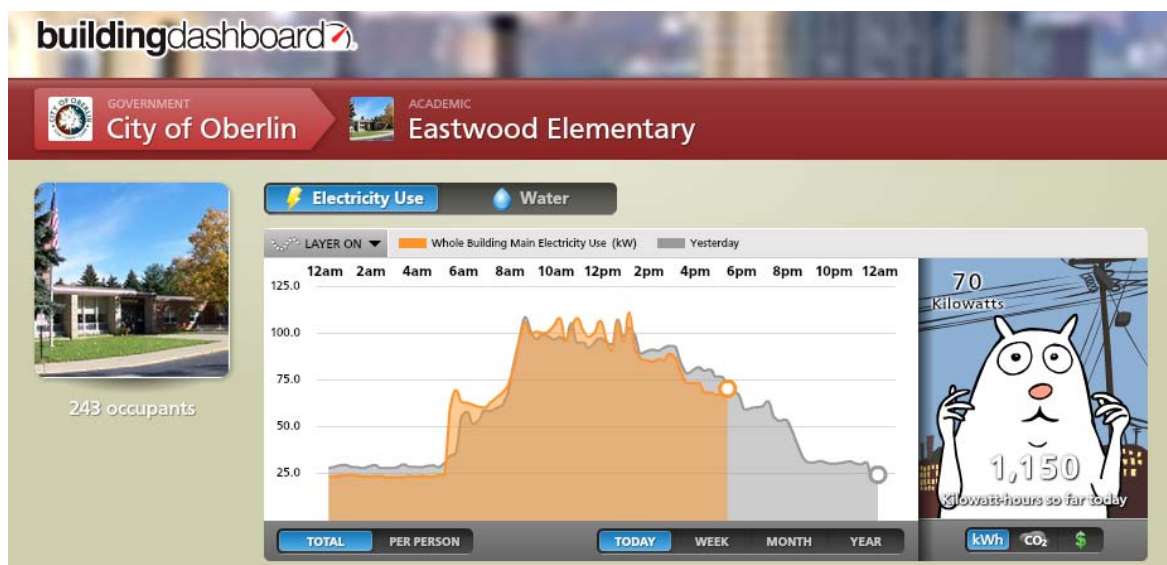 buildingdashboard
GOVERNMENT
City of Oberlin
ACADEMIC
Eastwood Elementary
243 occupants
Electricity Use
Water
LAYER ON
Whole Building Main Electricity Use (kW)
Yesterday
12am 2am 4am 6am 8am 10am 12pm 2pm 4pm 6pm 8pm 10pm 12am
125.0
100.0
75.0
50.0
25.0
TOTAL
PER PERSON
TODAY
WEEK
MONTH
YEAR
70
Kilowatts
1,150
Kilowatt-hours so far today
kWh
CO₂
$